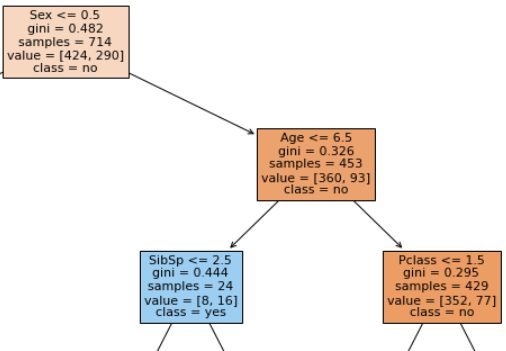 Sex <= 0.5
gini = 0.482
samples = 714
value = [424, 290]
class = no
Age <= 6.5
gini = 0.326
samples = 453
value = [360, 93]
class = no
SibSp <= 2.5
gini = 0.444
samples = 24
value = [8, 16]
class = yes
Pclass <= 1.5
gini = 0.295
samples = 429
value = [352, 77]
class = no